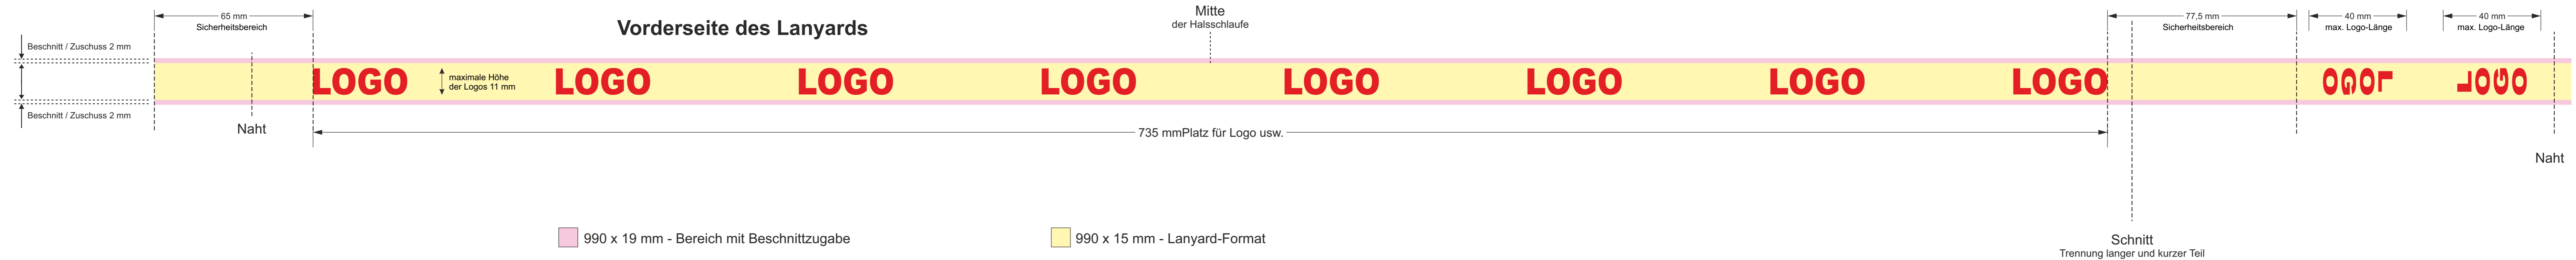 65 mm
Sicherheitsbereich
Vorderseite des Lanyards
Mitte
der Halsschlaufe
77,5 mm
Sicherheitsbereich
40 mm
max. Logo-Länge
40 mm
max. Logo-Länge
Beschnitt / Zuschuss 2 mm
LOGO
maximale Höhe
der Logos 11 mm
LOGO
LOGO
LOGO
LOGO
LOGO
LOGO
LOGO
LOGO
LOGO
Beschnitt / Zuschuss 2 mm
Naht
735 mmPlatz für Logo usw.
Naht
990 x 19 mm - Bereich mit Beschnittzugabe
990 x 15 mm - Lanyard-Format
Schnitt
Trennung langer und kurzer Teil